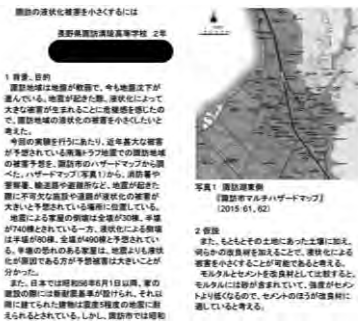 諏訪の液状化被害を小さくするには
長野県諏訪清陵高等学校 2年
1 背景、目的
諏訪地域は地盤が軟弱で、今も地盤沈下が
進んでいる。地震が起きた際、液状化によって
大きな被害が生まれることに危機感を感じたの
で、諏訪地域の液状化の被害を小さくしたいと
考えた。
今回の実験を行うにあたり、近年甚大な被害
が予想されている南海トラフ地震での諏訪地域
の被害予想を、諏訪市のハザードマップから調
べた。ハザードマップ(写真1)から、消防署や
警察署、輸送路や避難所など、地震が起きた
際に不可欠な施設や道路が液状化の被害が
大きいと予想されている場所に位置している。
地震による家屋の倒壊は全壊が30棟、半壊
が740棟とされている一方、液状化による倒壊
は半壊が80棟、全壊が490棟と予想されてい
る。半壊の恐れのある家屋は、地震よりも液状
化が原因である方が予想被害は大きいことが
分かった。
また、日本では昭和56年6月1日以降、家の
建設の際には新耐震基準が設けられ、それ以
降に建てられた建物は震度5程度の地震に耐
えられるとされている。しかし、諏訪市では昭和
写真1 諏訪湖東側
『諏訪市マルチハザードマップ』
(2015:61, 62)
2 仮説
また、もともとその土地にあった土壌に加え、
何らかの改良材を加えることで、液状化による
被害を小さくすることが可能であると考える。
モルタルとセメントを改良材として比較すると、
モルタルには砂が含まれていて、強度がセメン
トより低くなるので、セメントのほうが改良材に
適していると考える。